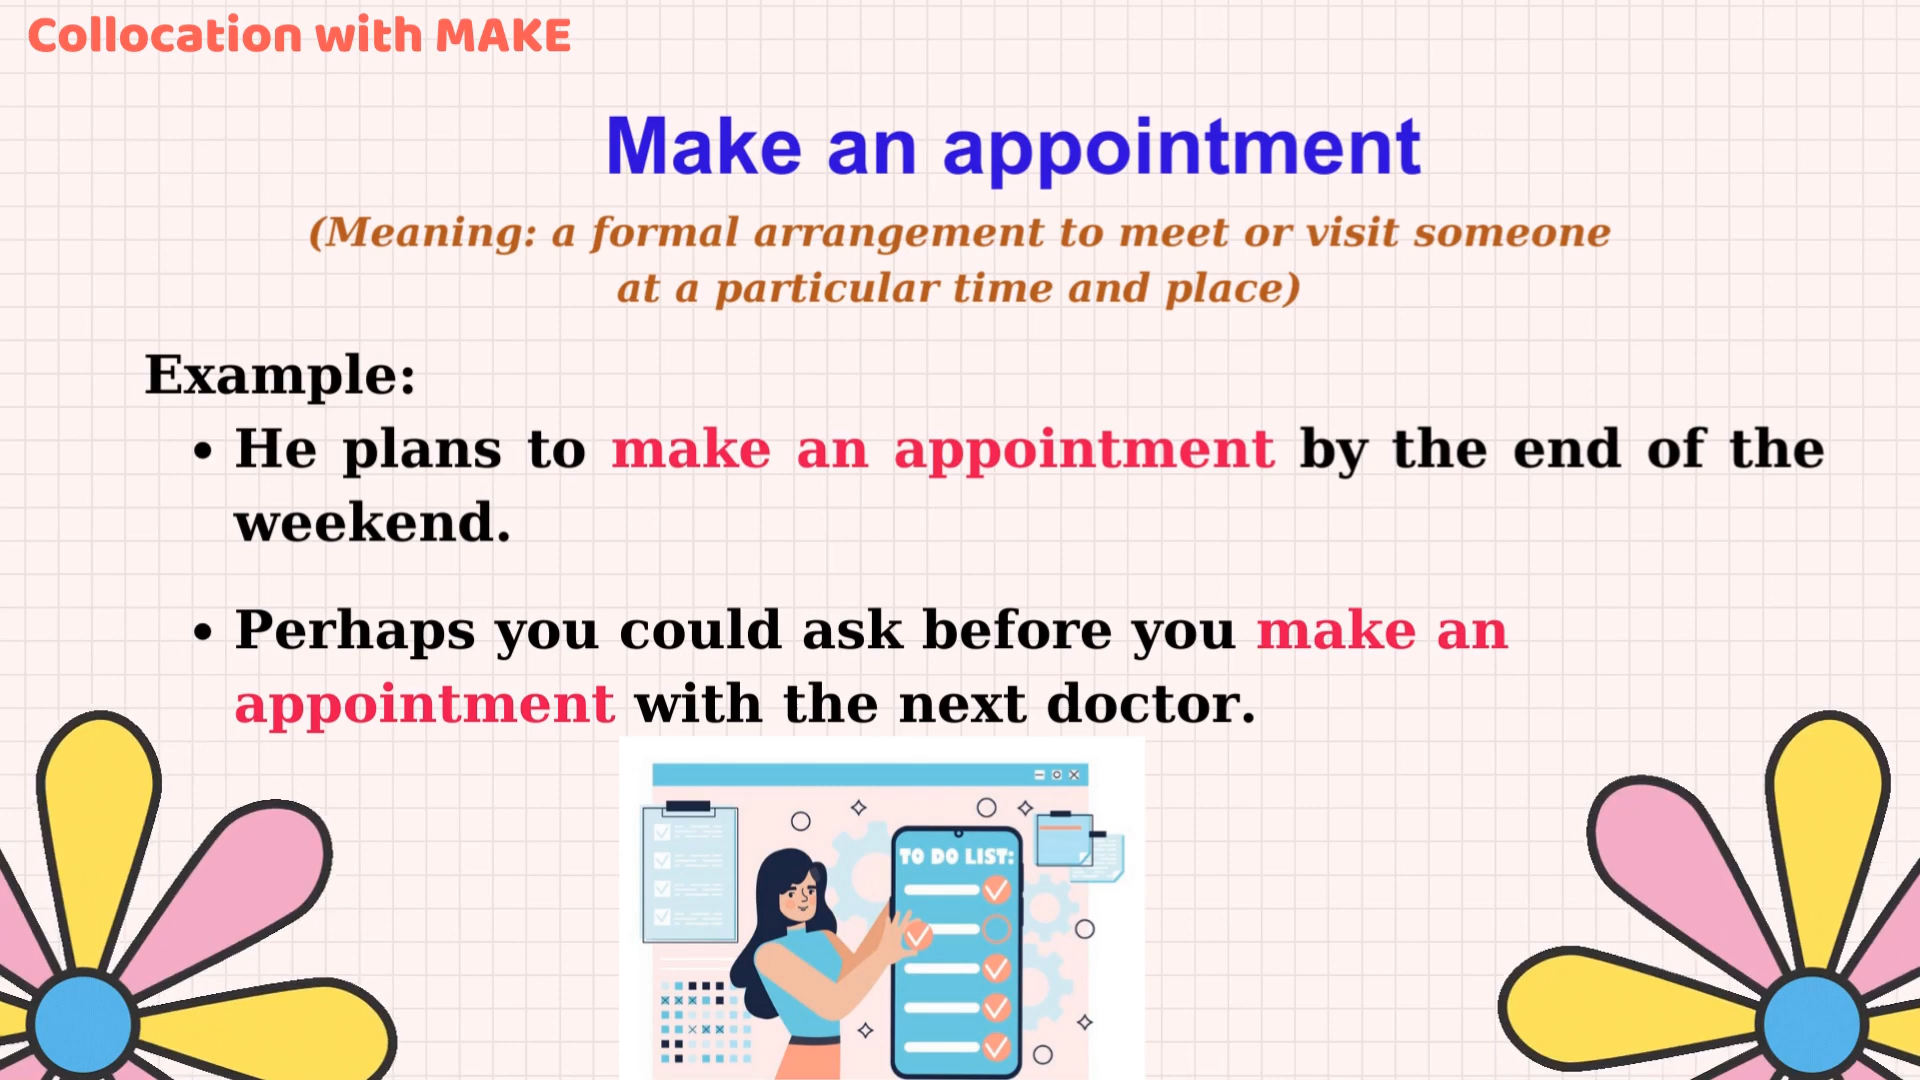 Collocation with MAKE
Make an appointment
(Meaning: a formal arrangement to meet or visit someone
at a particular time and place)
Example:
• He plans to make an appointment by the end of the
weekend.
• Perhaps you could ask before you make an
appointment with the next doctor.
TO DO LIST: